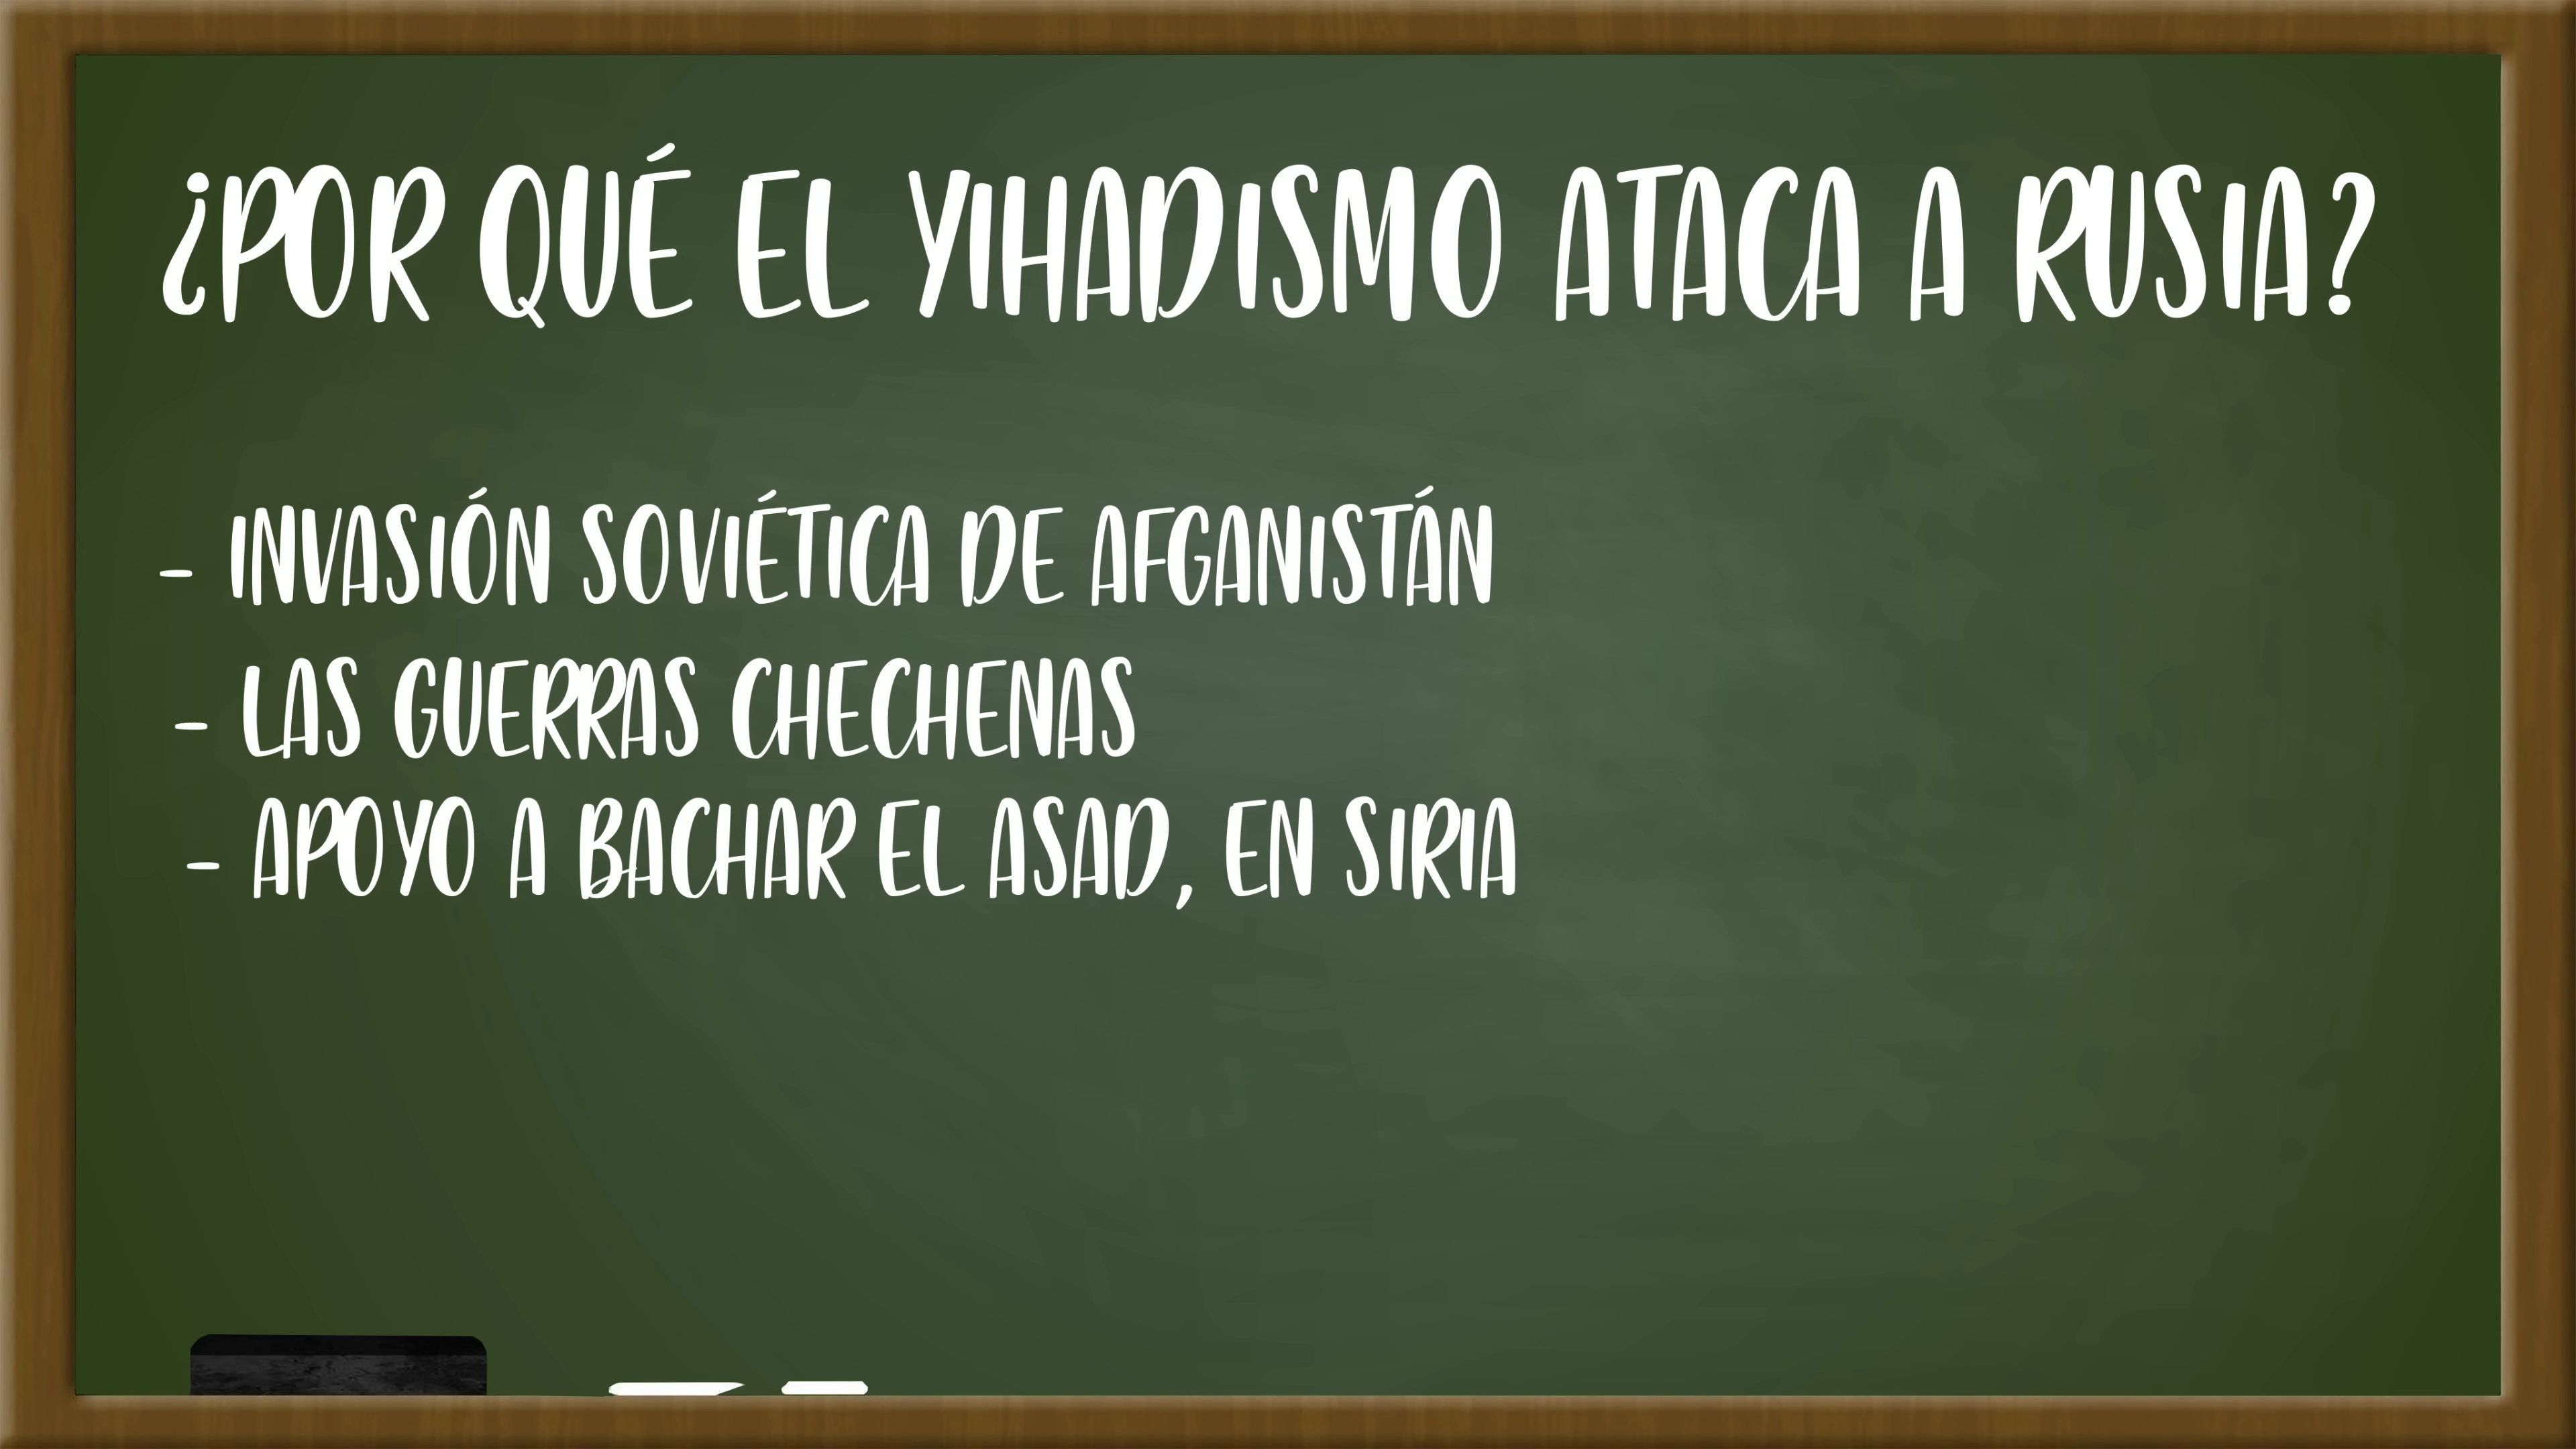 ¿POR QUÉ EL YIHADISMO ATACA A RUSIA?
- INVASIÓN SOVIÉTICA DE AFGANISTÁN
- LAS GUERRAS CHECHENAS
- APOYO A BACHAR EL ASAD, EN SIRIA